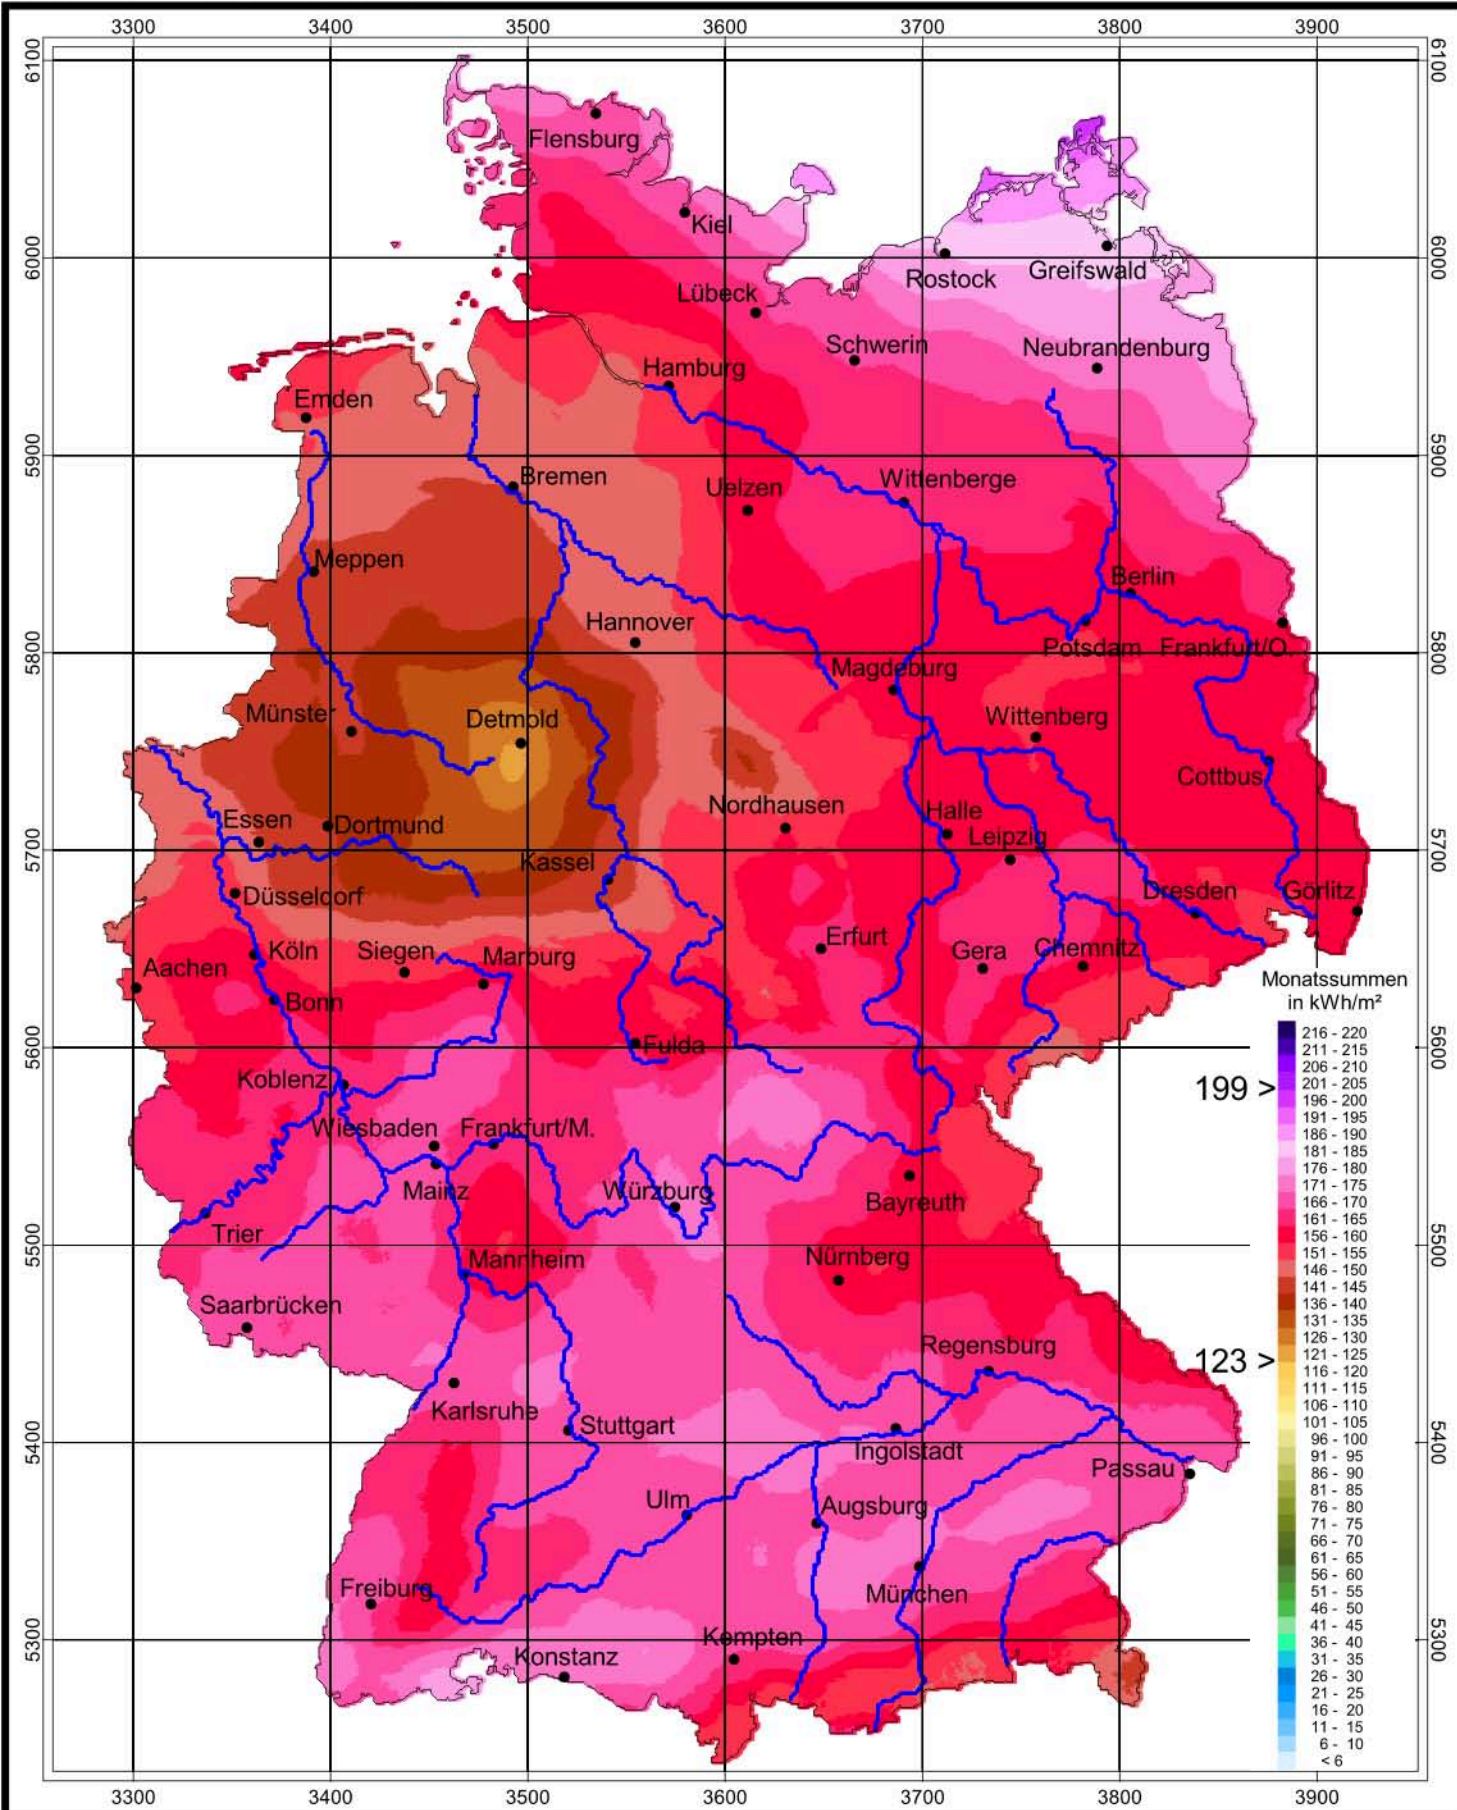 3300 3400 3500 3600 3700 3800 3900
6100 6100
Flensburg
Kiel
6000 6000
Rostock
Greifswald
Lübeck
Schwerin
Neubrandenburg
Hamburg
Emden
5900 5900
Bremen
Uelzen
Wittenberge
Meppen
Berlin
Hannover
Potsdam
Frankfurt/O.
5800 5800
Magdeburg
Münster
Detmold
Wittenberg
Cottbus
Nordhausen
Halle
Essen
Dortmund
Leipzig
5700 5700
Kassel
Düsseldorf
Dresden
Görlitz
Köln
Siegen
Marburg
Erfurt
Gera
Chemnitz
Aachen
Bonn
Monatssummen
in kWh/m²
5600 5600
Fulda
Koblenz
Wiesbaden
Frankfurt/M.
Mainz
Würzburg
Bayreuth
Trier
5500 5500
Mannheim
Nürnberg
Saarbrücken
Regensburg
Karlsruhe
Stuttgart
5400 5400
Ingolstadt
Passau
Ulm
Augsburg
Freiburg
München
5300 5300
Kempten
Konstanz
216 - 220
211 - 215
206 - 210
199 >
201 - 205
196 - 200
191 - 195
186 - 190
181 - 185
176 - 180
171 - 175
166 - 170
161 - 165
156 - 160
151 - 155
146 - 150
141 - 145
136 - 140
131 - 135
126 - 130
123 >
121 - 125
116 - 120
111 - 115
106 - 110
101 - 105
96 - 100
91 - 95
86 - 90
81 - 85
76 - 80
71 - 75
66 - 70
61 - 65
56 - 60
51 - 55
46 - 50
41 - 45
36 - 40
31 - 35
26 - 30
21 - 25
16 - 20
11 - 15
6 - 10
< 6
3300 3400 3500 3600 3700 3800 3900